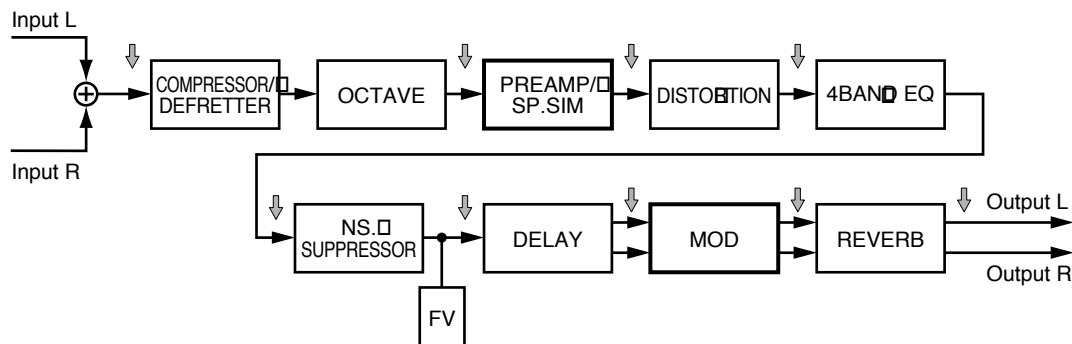 Input L
COMPRESSOR/
DEFRETTER
OCTAVE
PREAMP/
SP.SIM
DISTORTION
4BAND EQ
Input R
NS.
SUPPRESSOR
DELAY
MOD
REVERB
Output L
Output R
FV